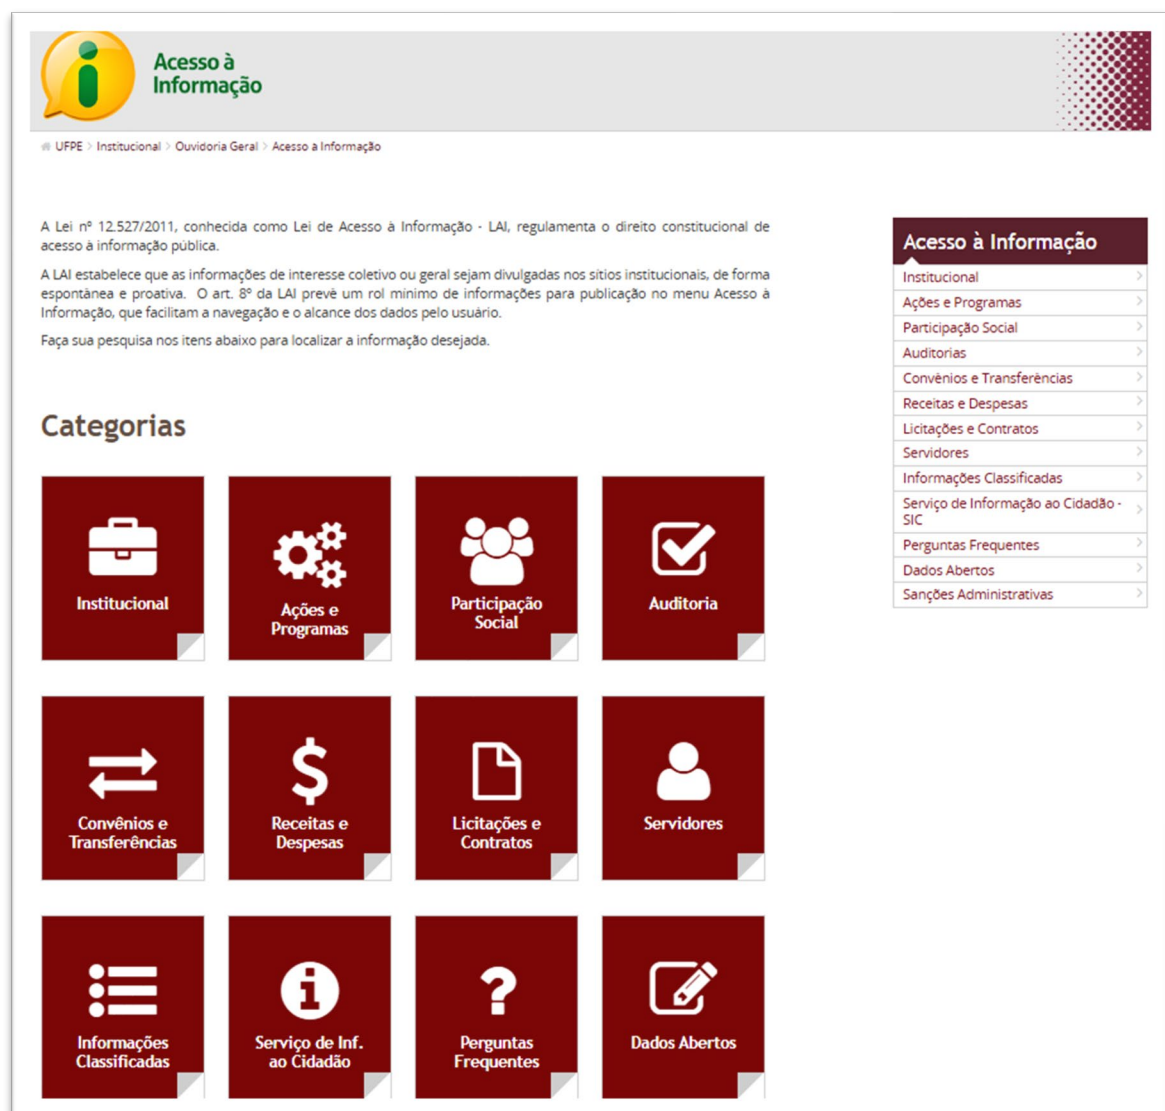 Acesso à
Informação
UFPE > Institucional > Ouvidoria Geral > Acesso a Informação
A Lei nº 12.527/2011, conhecida como Lei de Acesso à Informação - LAI, regulamenta o direito constitucional de
acesso à informação pública.
A LAI estabelece que as informações de interesse coletivo ou geral sejam divulgadas nos sítios institucionais, de forma
espontânea e proativa. O art. 8º da LAI prevê um rol mínimo de informações para publicação no menu Acesso à
Informação, que facilitam a navegação e o alcance dos dados pelo usuário.
Faça sua pesquisa nos itens abaixo para localizar a informação desejada.
Categorias
Institucional
Ações e
Programas
Participação
Social
Auditoria
Convênios e
Transferências
Receitas e
Despesas
Licitações e
Contratos
Servidores
Informações
Classificadas
Serviço de Inf.
ao Cidadão
Perguntas
Frequentes
Dados Abertos
Acesso à Informação
Institucional
Ações e Programas
Participação Social
Auditorias
Convênios e Transferências
Receitas e Despesas
Licitações e Contratos
Servidores
Informações Classificadas
Serviço de Informação ao Cidadão -
SIC
Perguntas Frequentes
Dados Abertos
Sanções Administrativas